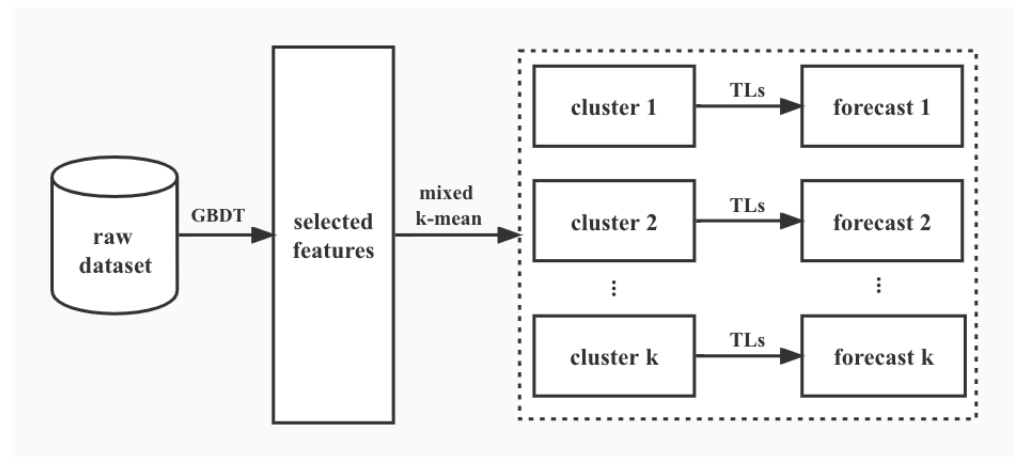 raw
dataset
GBDT
selected
features
mixed
k-mean
cluster 1
TLs
forecast 1
cluster 2
TLs
forecast 2
⋮
⋮
cluster k
TLs
forecast k